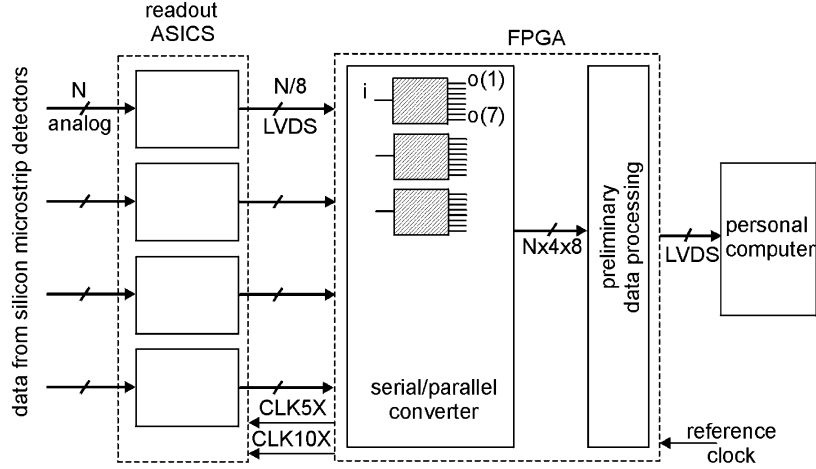 readout
ASICS
FPGA
data from silicon microstrip detectors
N
analog
N/8
LVDS
i
o(1)
o(7)
Nx4x8
preliminary
data processing
LVDS
personal
computer
serial/parallel
converter
CLK5X
CLK10X
reference
clock